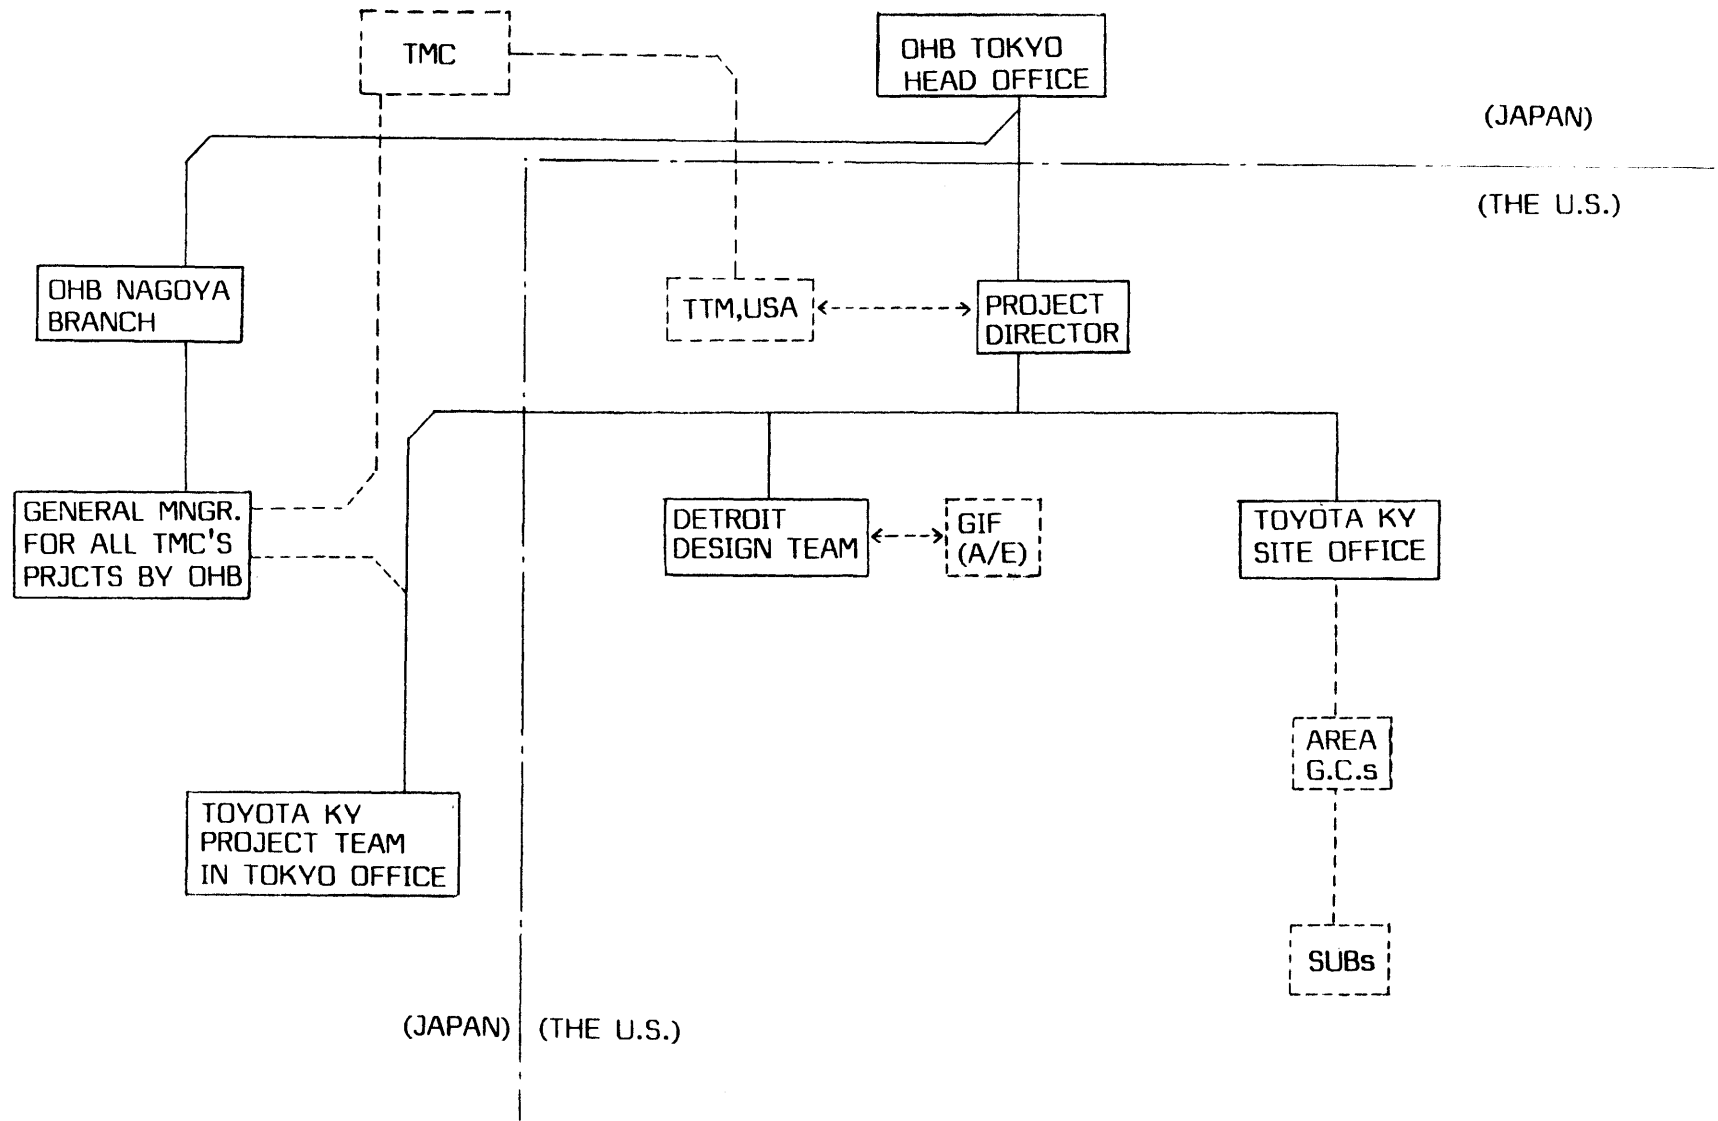 TMC
OHB TOKYO
HEAD OFFICE
(JAPAN)
(THE U.S.)
OHB NAGOYA
BRANCH
TTM,USA
PROJECT
DIRECTOR
GENERAL MNGR.
FOR ALL TMC'S
PRJCTS BY OHB
DETROIT
DESIGN TEAM
GIF
(A/E)
TOYOTA KY
SITE OFFICE
AREA
G.C.s
TOYOTA KY
PROJECT TEAM
IN TOKYO OFFICE
SUBs
(JAPAN) (THE U.S.)